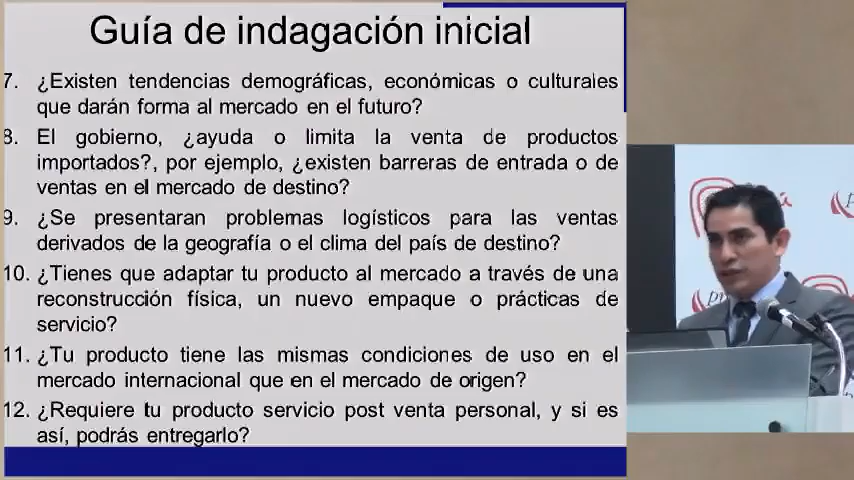 Guía de indagación inicial
7. ¿Existen tendencias demográficas, económicas o culturales
que darán forma al mercado en el futuro?
8. El gobierno, ¿ayuda o limita la venta de productos
importados?, por ejemplo, ¿existen barreras de entrada o de
ventas en el mercado de destino?
9. ¿Se presentaran problemas logísticos para las ventas
derivados de la geografía o el clima del país de destino?
10. ¿Tienes que adaptar tu producto al mercado a través de una
reconstrucción física, un nuevo empaque o prácticas de
servicio?
11. ¿Tu producto tiene las mismas condiciones de uso en el
mercado internacional que en el mercado de origen?
12. ¿Requiere tu producto servicio post venta personal, y si es
así, podrás entregarlo?